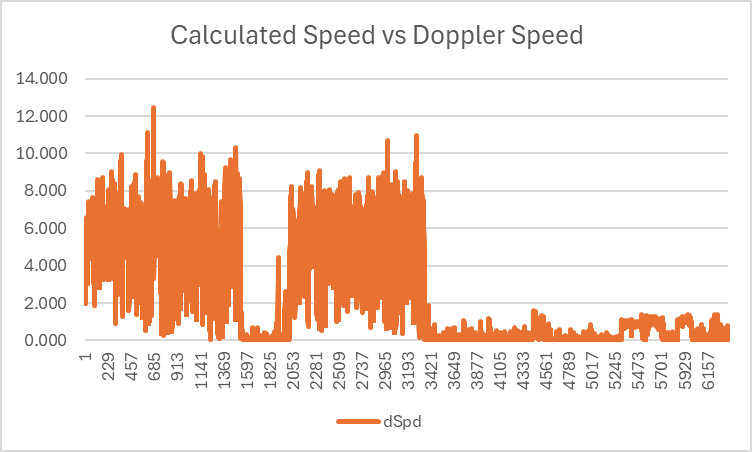 Calculated Speed vs Doppler Speed
14.000
12.000
10.000
8.000
6.000
4.000
2.000
0.000
1 229 457 685 913 1141 1369 1597 1825 2053 2281 2509 2737 2965 3193 3421 3649 3877 4105 4333 4561 4789 5017 5245 5473 5701 5929 6157
dSpd